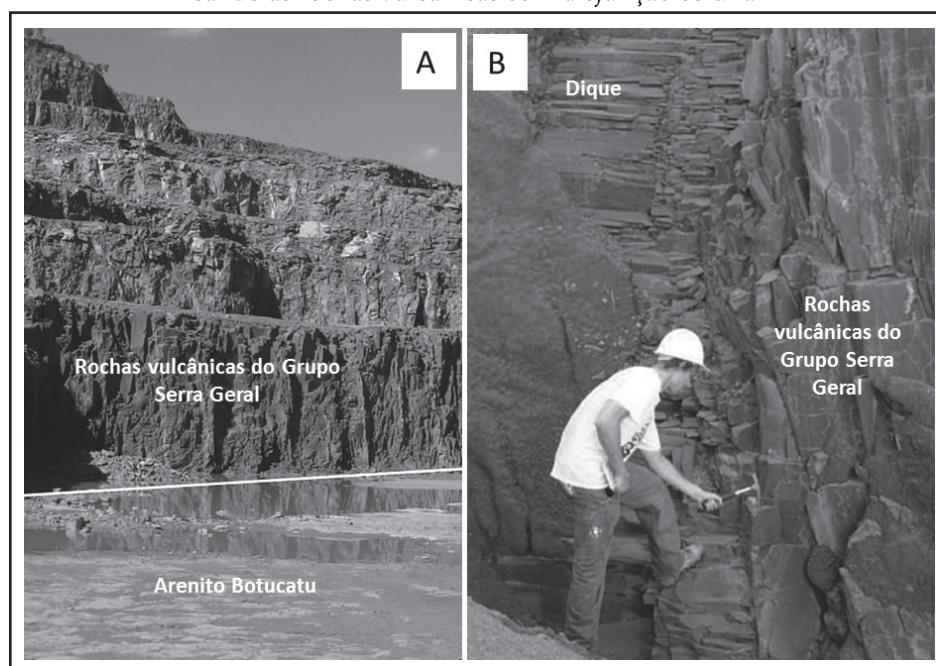 A
B
Dique
Rochas vulcânicas do Grupo
Serra Geral
Rochas
vulcânicas do
Grupo Serra
Geral
Arenito Botucatu